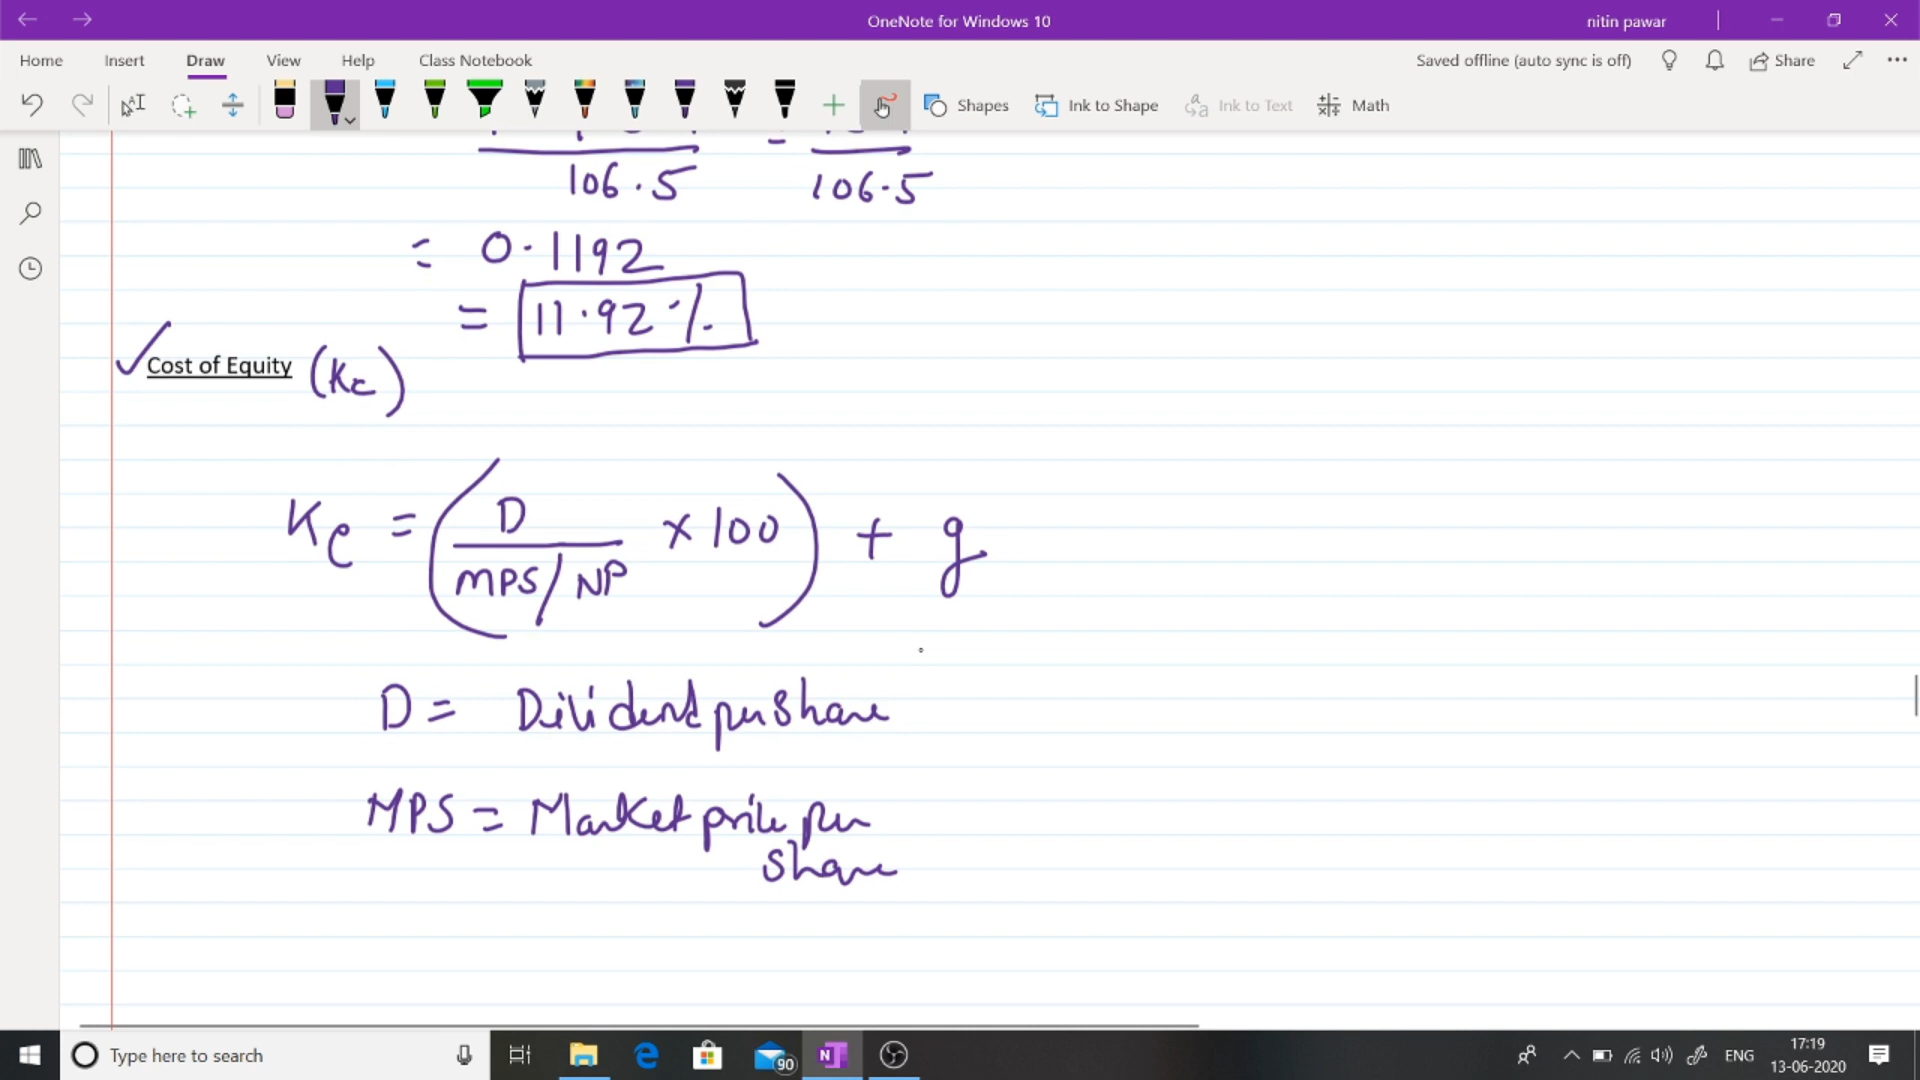 OneNote for Windows 10
nitin pawar
Home Insert Draw View Help Class Notebook
Saved offline (auto sync is off) Share
Shapes Ink to Shape Ink to Text Math
106.5 106.5
= 0.1192
= 11.92%
Cost of Equity (Ke)
Ke = ( D / MPS/NP × 100 ) + g
D = Dividend per share
MPS = Market price per
share
Type here to search
90
ENG
17:19
13-06-2020